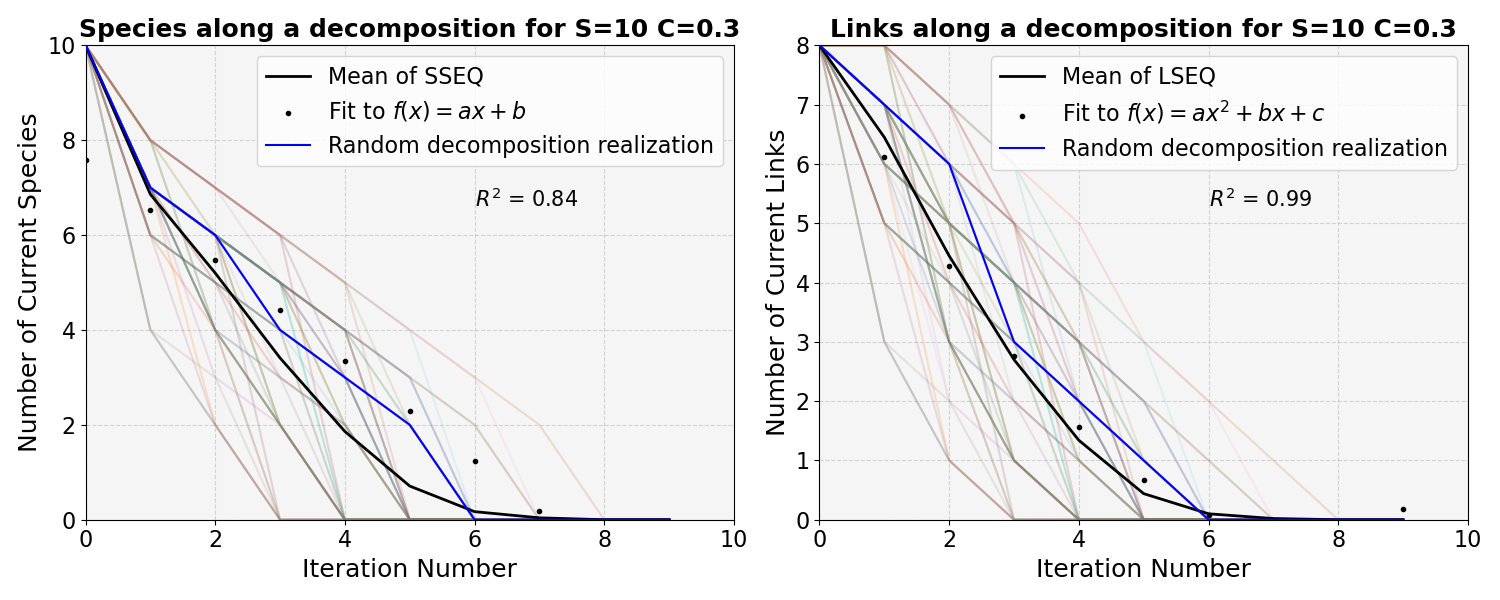 Species along a decomposition for S=10 C=0.3
Number of Current Species
10
8
6
4
2
0
Mean of SSEQ
Fit to f(x) = ax + b
Random decomposition realization
R² = 0.84
0 2 4 6 8 10
Iteration Number
Links along a decomposition for S=10 C=0.3
Number of Current Links
8
7
6
5
4
3
2
1
0
Mean of LSEQ
Fit to f(x) = ax² + bx + c
Random decomposition realization
R² = 0.99
0 2 4 6 8 10
Iteration Number